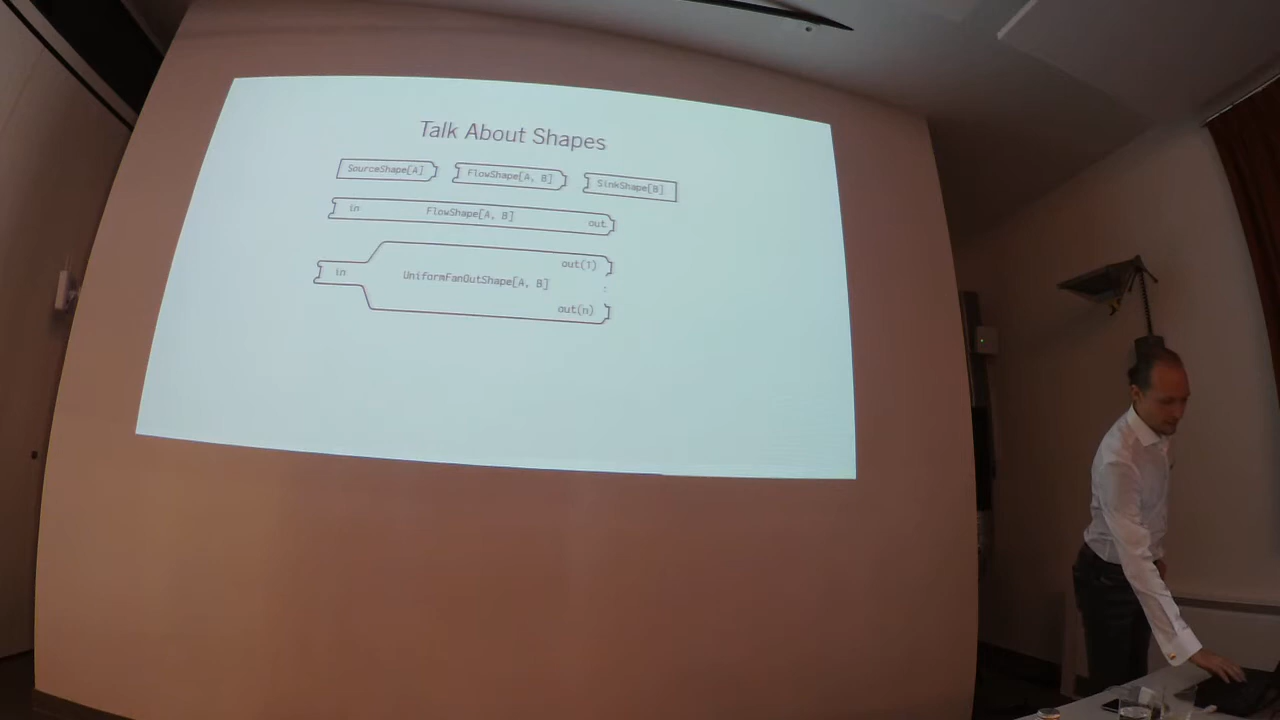 Talk About Shapes
SourceShape[A] FlowShape[A, B] SinkShape[B]
in FlowShape[A, B] out
out(1)
in UniformFanOutShape[A, B]
:
out(n)